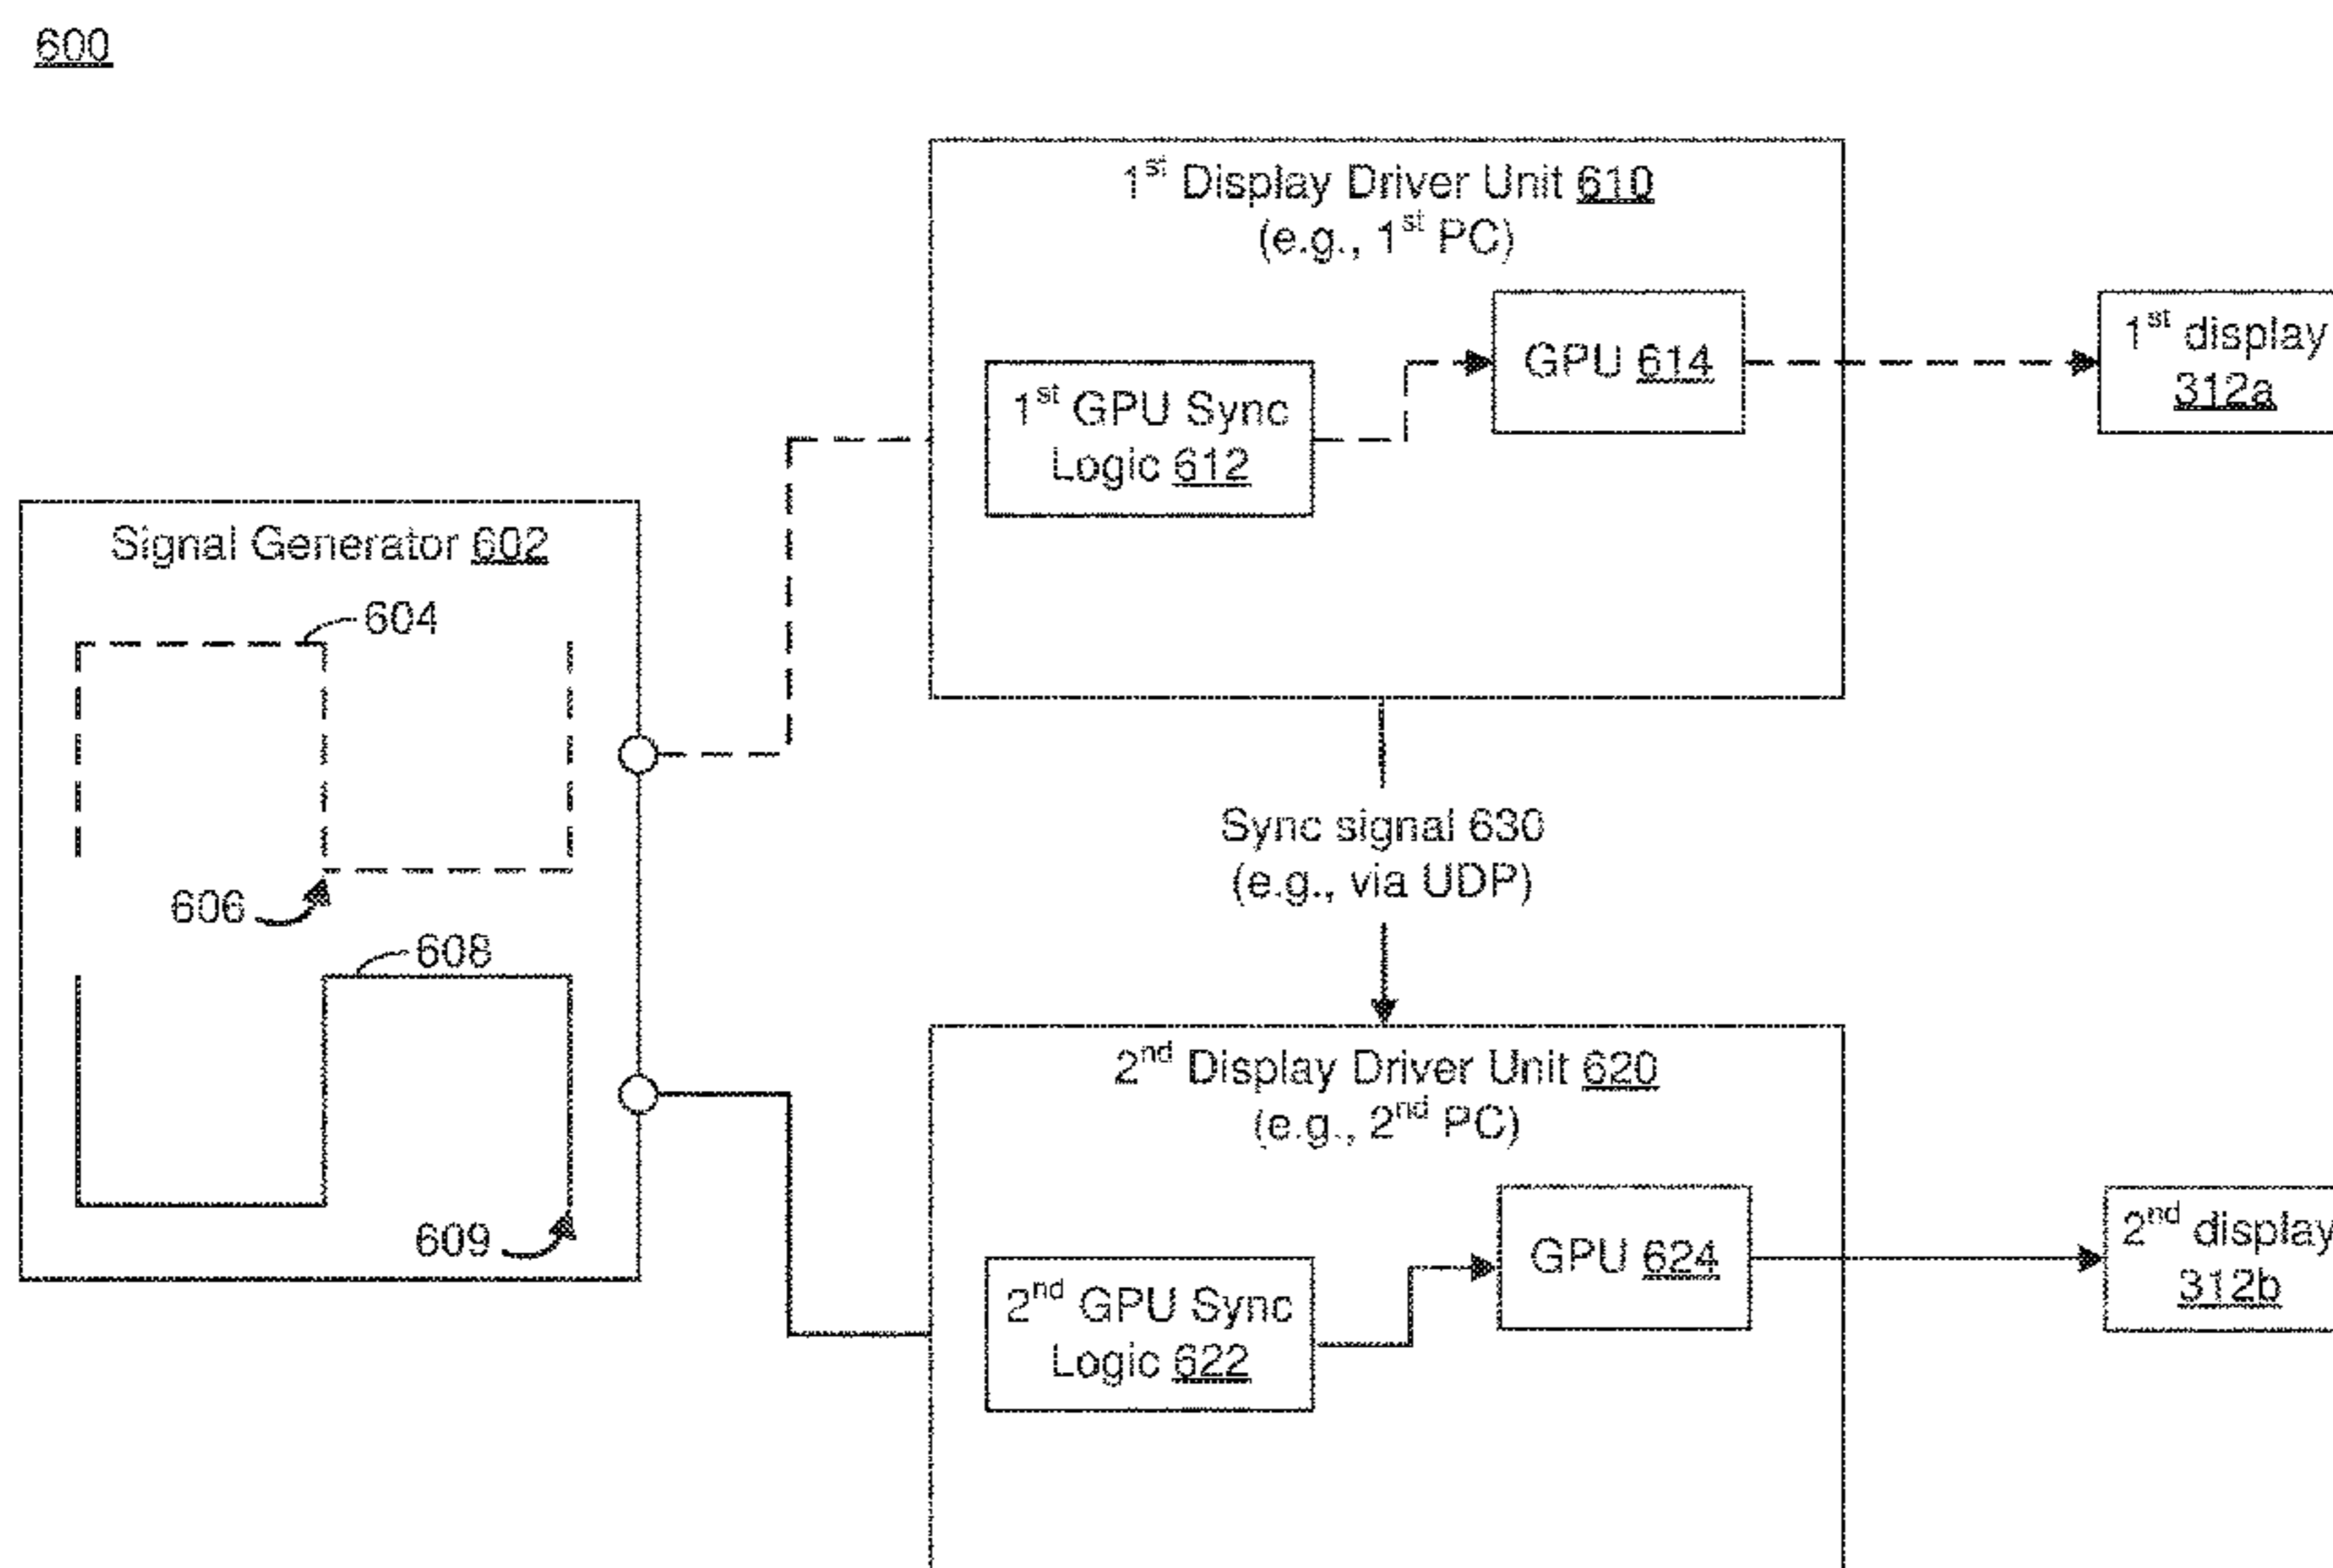 600
1st Display Driver Unit 610
(e.g., 1st PC)
GPU 614
1st display
312a
1st GPU Sync
Logic 612
Signal Generator 602
604
606
608
609
Sync signal 630
(e.g., via UDP)
2nd Display Driver Unit 620
(e.g., 2nd PC)
GPU 624
2nd display
312b
2nd GPU Sync
Logic 622